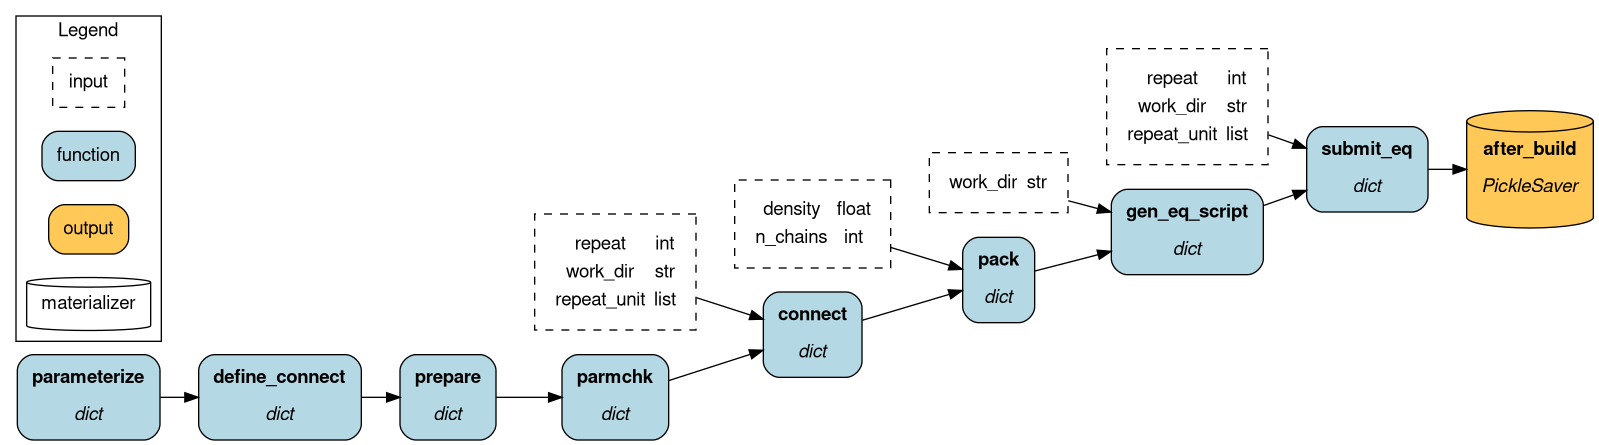 Legend
input
function
output
materializer
parameterize
dict
define_connect
dict
prepare
dict
parmchk
dict
repeat int
work_dir str
repeat_unit list
connect
dict
density float
n_chains int
pack
dict
work_dir str
gen_eq_script
dict
repeat int
work_dir str
repeat_unit list
submit_eq
dict
after_build
PickleSaver